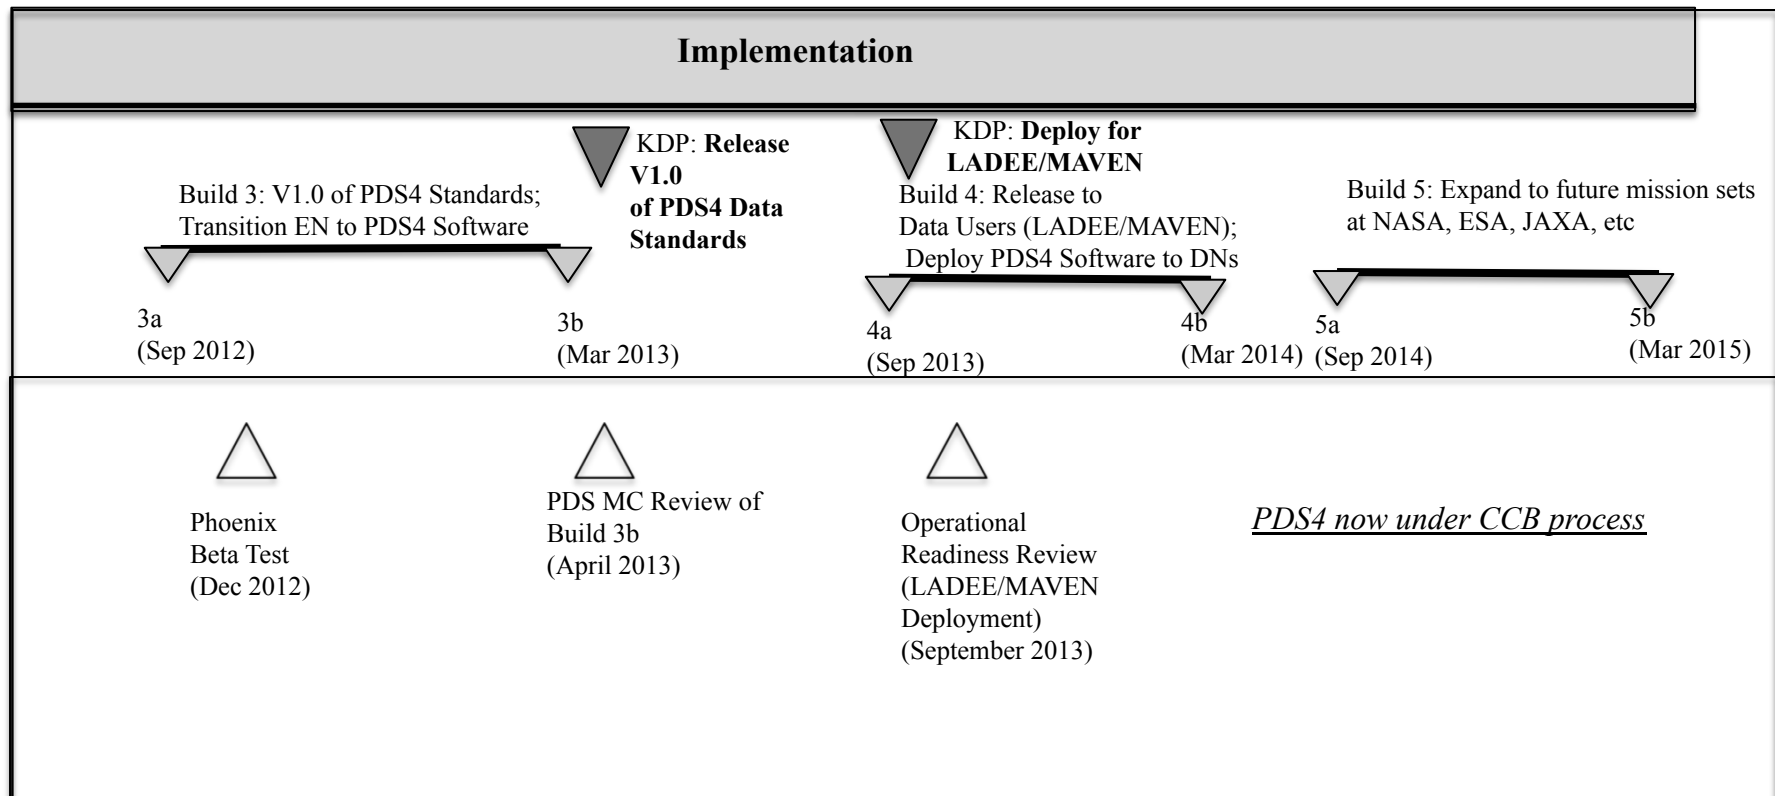 Implementation
KDP: Release
V1.0
of PDS4 Data
Standards
KDP: Deploy for
LADEE/MAVEN
Build 3: V1.0 of PDS4 Standards;
Transition EN to PDS4 Software
Build 4: Release to
Data Users (LADEE/MAVEN);
Deploy PDS4 Software to DNs
Build 5: Expand to future mission sets
at NASA, ESA, JAXA, etc
3a
(Sep 2012)
3b
(Mar 2013)
4a
(Sep 2013)
4b
(Mar 2014)
5a
(Sep 2014)
5b
(Mar 2015)
Phoenix
Beta Test
(Dec 2012)
PDS MC Review of
Build 3b
(April 2013)
Operational
Readiness Review
(LADEE/MAVEN
Deployment)
(September 2013)
PDS4 now under CCB process